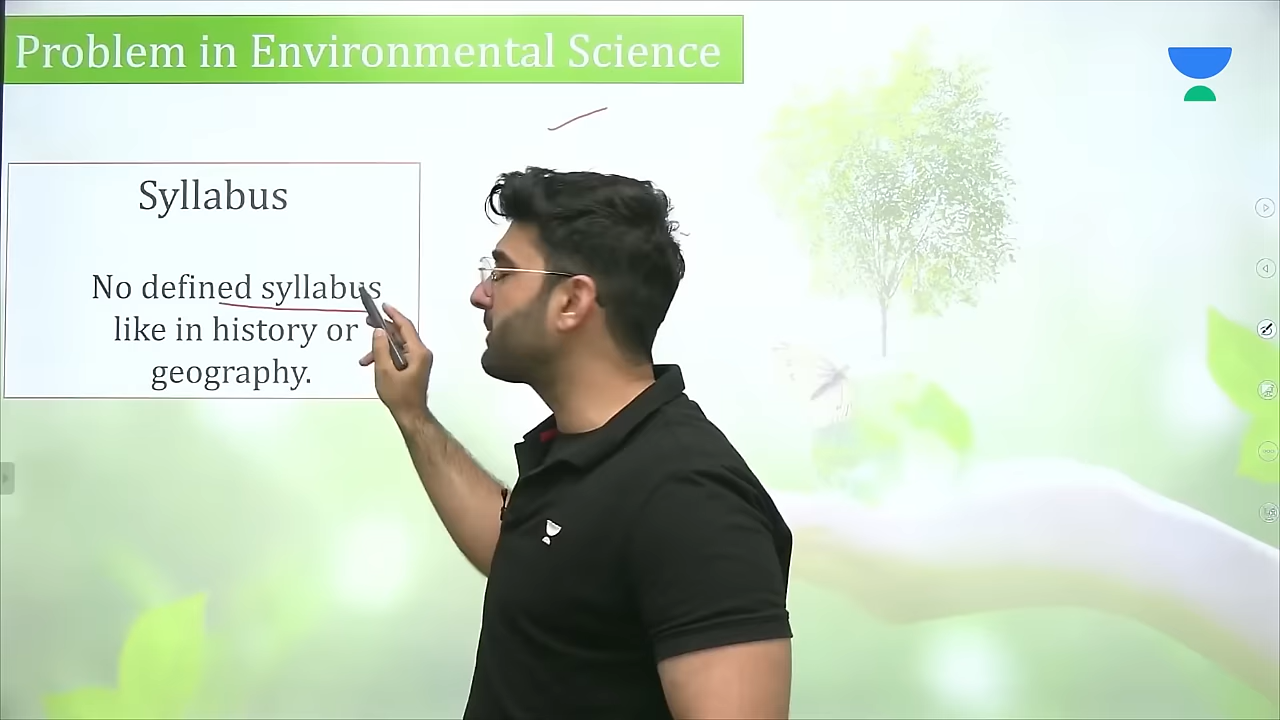 Problem in Environmental Science
Syllabus
No defined syllabus
like in history or
geography.